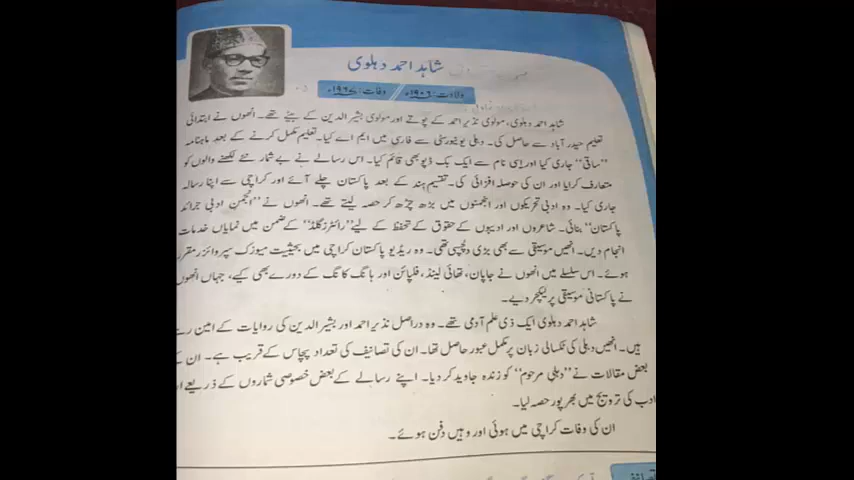 شاہد احمد دہلوی
ولادت: ۱۹۰۶ء / وفات: ۱۹۶۷ء
شاہد احمد دہلوی، مولوی نذیر احمد کے پوتے اور مولوی بشیر الدین کے بیٹے تھے۔ انھوں نے ابتدائی
تعلیم حیدر آباد سے حاصل کی۔ دہلی یونیورسٹی سے فارسی میں ایم اے کیا۔ تعلیم مکمل کرنے کے بعد ماہنامہ
”ساقی“ جاری کیا اور اِسی نام سے ایک بک ڈپو بھی قائم کیا۔ اس رسالے نے بے شمار نئے لکھنے والوں کو
متعارف کرایا اور ان کی حوصلہ افزائی کی۔ تقسیمِ ہند کے بعد پاکستان چلے آئے اور کراچی سے اپنا رسالہ
جاری کیا۔ وہ ادبی تحریکوں اور انجمنوں میں بڑھ چڑھ کر حصہ لیتے تھے۔ انھوں نے ”انجمنِ ادبی جرائد
پاکستان“ بنائی۔ شاعروں اور ادیبوں کے حقوق کے تحفظ کے لیے ”رائٹرز گلڈ“ کے ضمن میں نمایاں خدمات
انجام دیں۔ انھیں موسیقی سے بھی بڑی دلچسپی تھی۔ وہ ریڈیو پاکستان کراچی میں بحیثیت میوزک سپروائزر مقرر
ہوئے۔ اس سلسلے میں انھوں نے جاپان، تھائی لینڈ، فلپائن اور ہانگ کانگ کے دورے بھی کیے، جہاں انھوں
نے پاکستانی موسیقی پر لیکچر دیے۔
شاہد احمد دہلوی ایک ذی علم آدمی تھے۔ وہ دراصل نذیر احمد اور بشیر الدین کی روایات کے امین
ہیں۔ انھیں دہلی کی ٹکسالی زبان پر مکمل عبور حاصل تھا۔ ان کی تصانیف کی تعداد پچاس کے قریب ہے۔ ان
بعض مقالات نے ”دہلی مرحوم“ کو زندہ جاوید کر دیا۔ اپنے رسالے کے بعض خصوصی شماروں کے ذریعے
ادب کی ترویج میں بھرپور حصہ لیا۔
ان کی وفات کراچی میں ہوئی اور وہیں دفن ہوئے۔